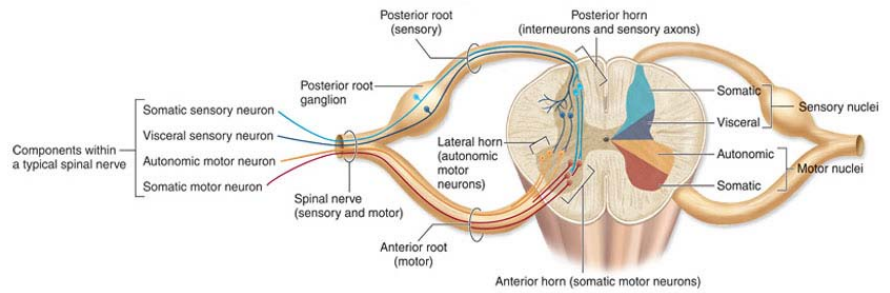 Posterior root
(sensory)
Posterior horn
(interneurons and sensory axons)
Posterior root
ganglion
Somatic sensory neuron
Visceral sensory neuron
Components within
a typical spinal nerve
Autonomic motor neuron
Somatic motor neuron
Spinal nerve
(sensory and motor)
Lateral horn
(autonomic
motor
neurons)
Anterior root
(motor)
Anterior horn (somatic motor neurons)
Somatic
Visceral
Sensory nuclei
Autonomic
Somatic
Motor nuclei